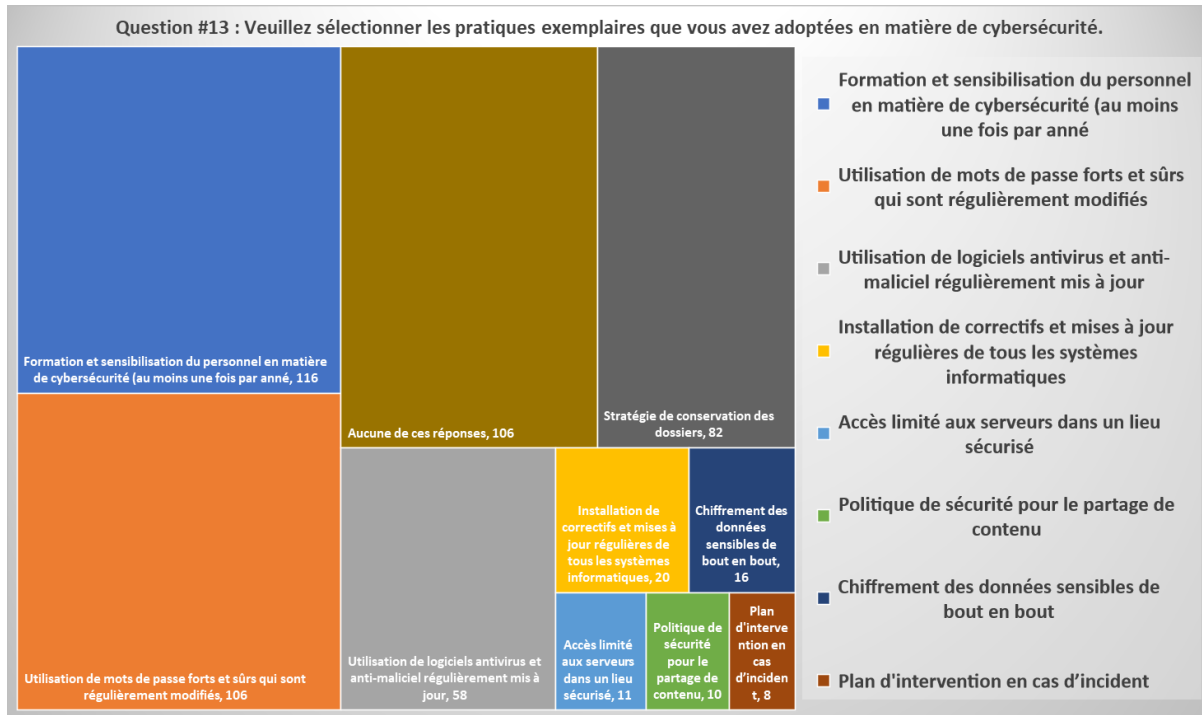 Question #13 : Veuillez sélectionner les pratiques exemplaires que vous avez adoptées en matière de cybersécurité.
Formation et sensibilisation du personnel en matière
de cybersécurité (au moins une fois par anné, 116
Utilisation de mots de passe forts et sûrs qui sont
régulièrement modifiés, 106
Aucune de ces réponses, 106
Stratégie de conservation des
dossiers, 82
Utilisation de logiciels antivirus et
anti-maliciel régulièrement mis à
jour, 58
Installation de
correctifs et mises à
jour régulières de
tous les systèmes
informatiques, 20
Chiffrement des
données
sensibles de
bout en bout,
16
Accès limité
aux serveurs
dans un lieu
sécurisé, 11
Politique de
sécurité
pour le
partage de
contenu, 10
Plan
d'interve
ntion en
cas
d’inciden
t, 8
Formation et sensibilisation du personnel
en matière de cybersécurité (au moins
une fois par anné
Utilisation de mots de passe forts et sûrs
qui sont régulièrement modifiés
Utilisation de logiciels antivirus et anti-
maliciel régulièrement mis à jour
Installation de correctifs et mises à jour
régulières de tous les systèmes
informatiques
Accès limité aux serveurs dans un lieu
sécurisé
Politique de sécurité pour le partage de
contenu
Chiffrement des données sensibles de
bout en bout
Plan d'intervention en cas d’incident